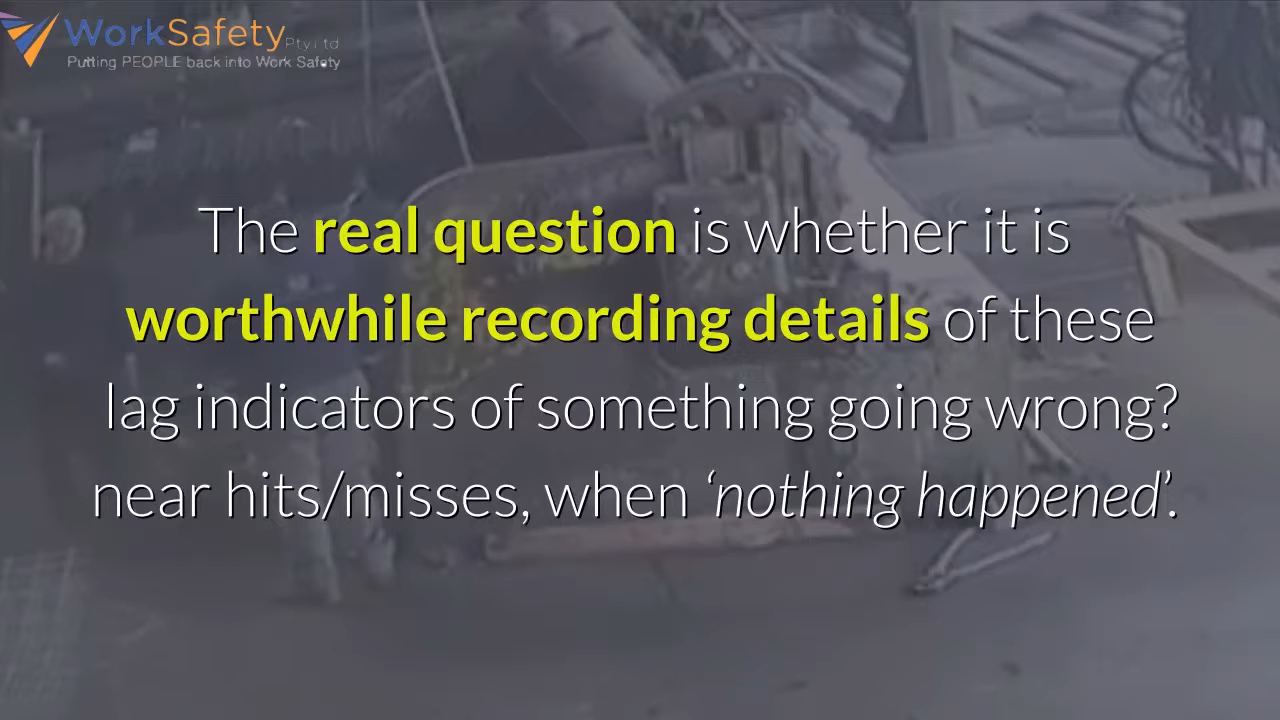 WorkSafety Pty Ltd
Putting PEOPLE back into Work Safety
The real question is whether it is
worthwhile recording details of these
lag indicators of something going wrong?
near hits/misses, when ‘nothing happened’.